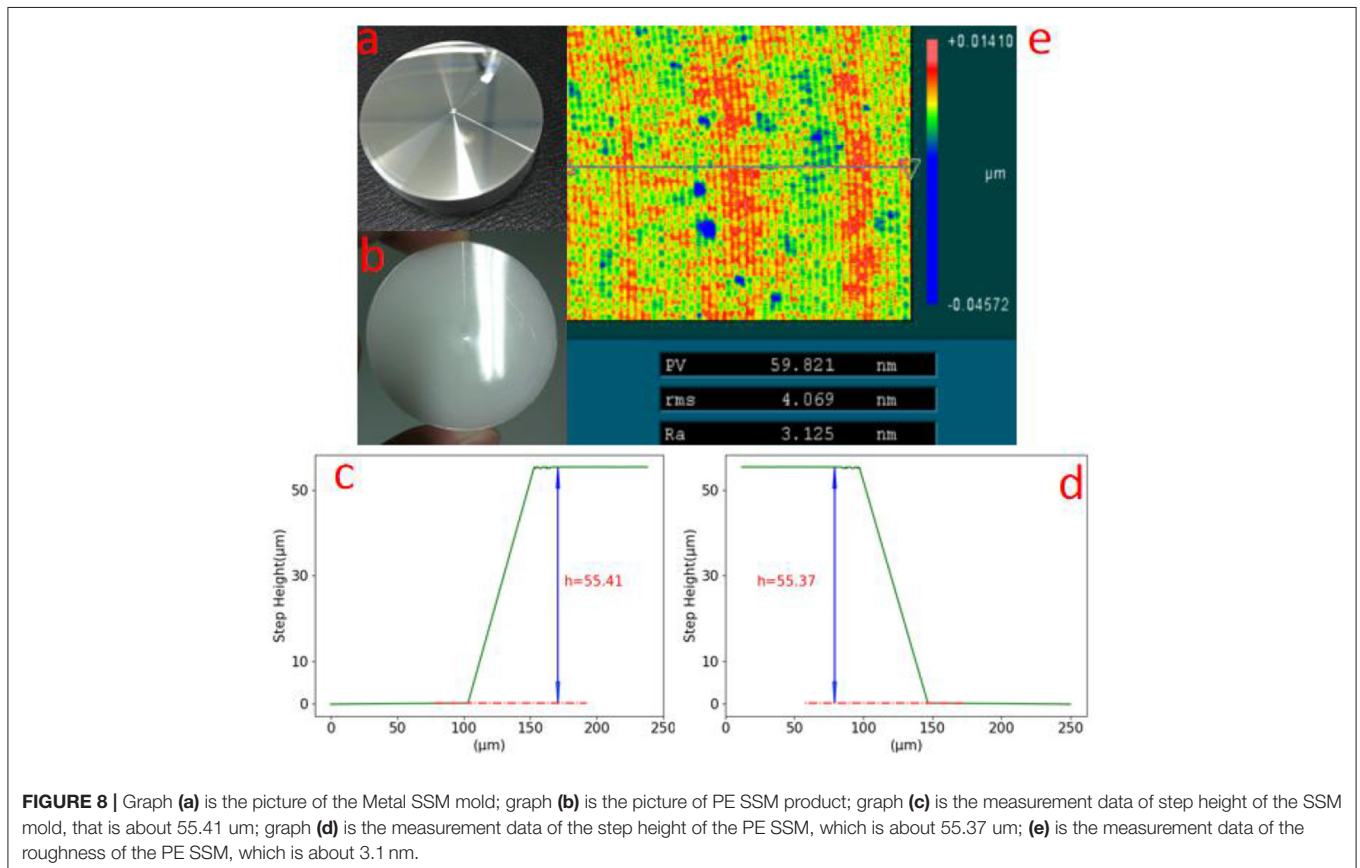 a
e
+0.01410
µm
-0.04572
b
PV 59.821 nm
rms 4.069 nm
Ra 3.125 nm
c
Step Height(µm)
50
30
10
0
h=55.41
0 50 100 150 200 250
(µm)
d
Step Height(µm)
50
30
10
0
h=55.37
0 50 100 150 200 250
(µm)
FIGURE 8 | Graph (a) is the picture of the Metal SSM mold; graph (b) is the picture of PE SSM product; graph (c) is the measurement data of step height of the SSM
mold, that is about 55.41 um; graph (d) is the measurement data of the step height of the PE SSM, which is about 55.37 um; (e) is the measurement data of the
roughness of the PE SSM, which is about 3.1 nm.